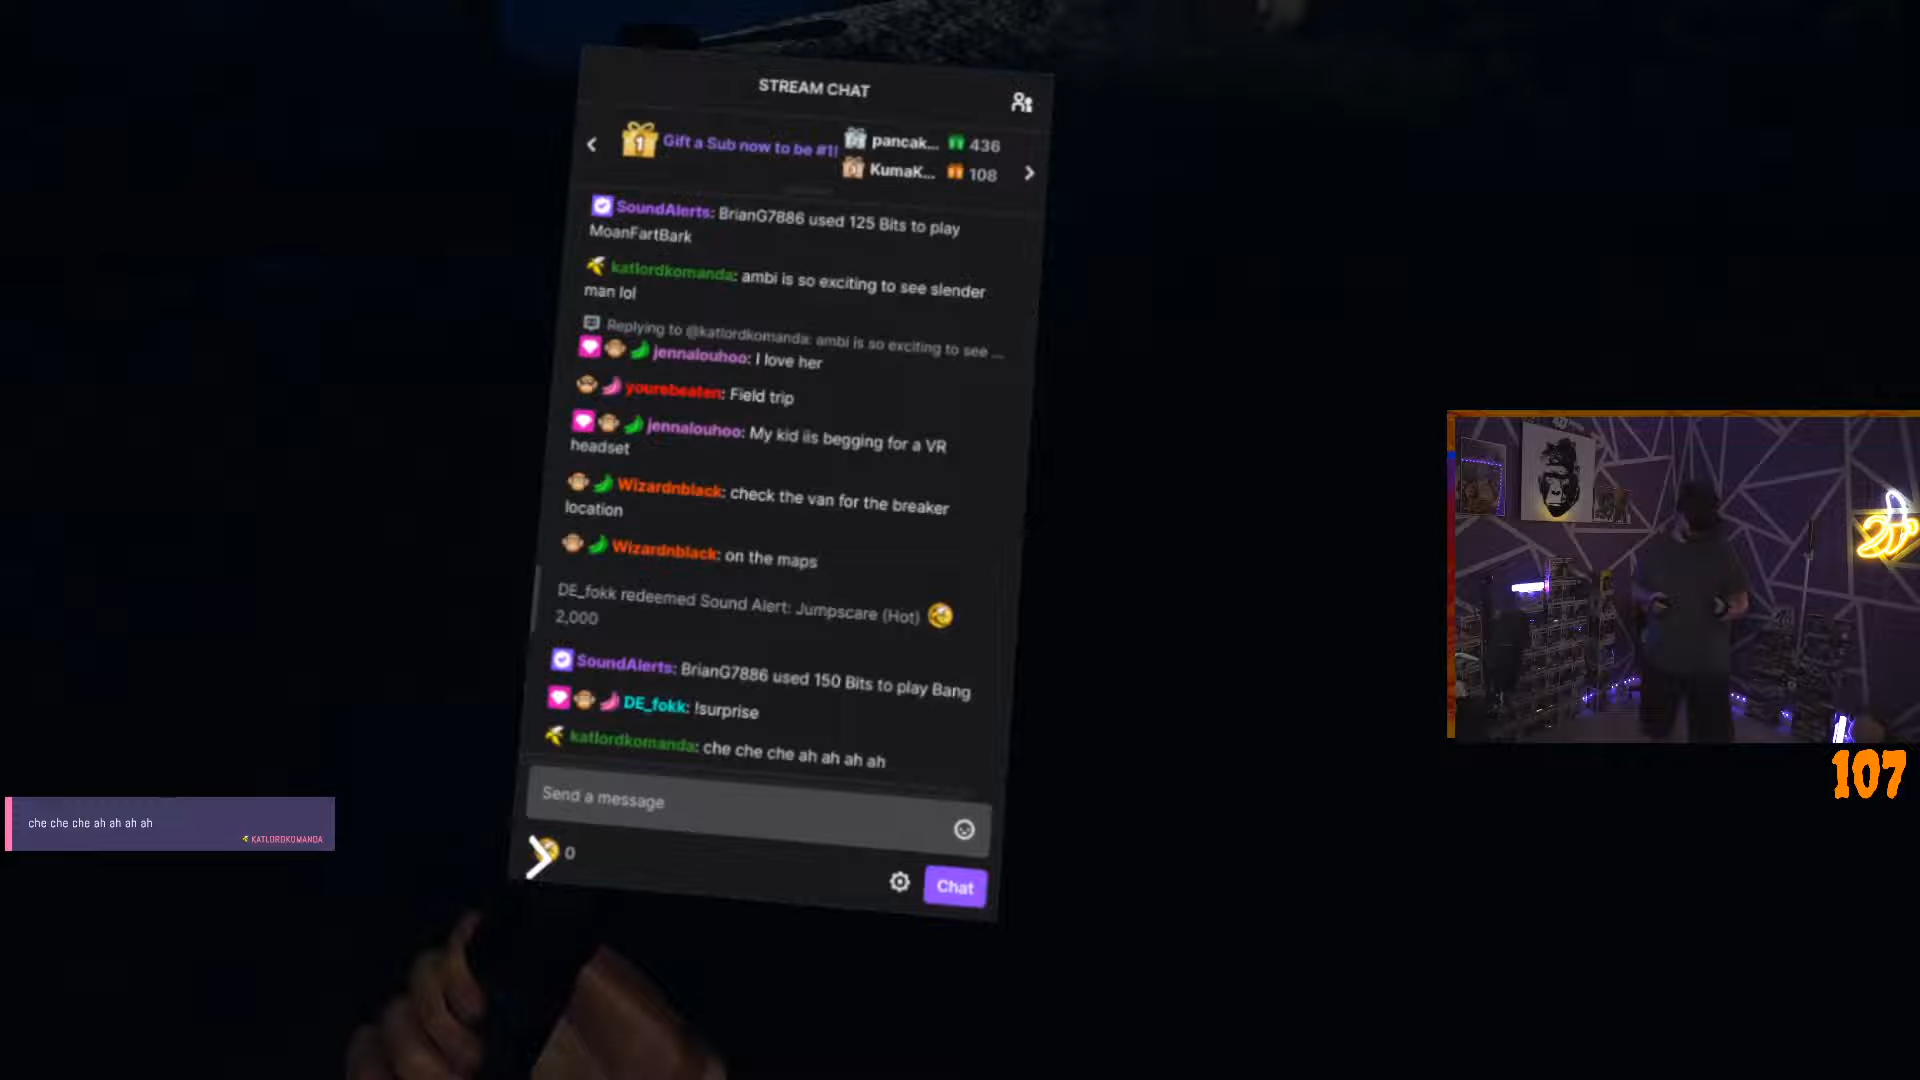 STREAM CHAT
Gift a Sub now to be #1!
pancak... 436
KumaK... 108
SoundAlerts: BrianG7886 used 125 Bits to play
MoanFartBark
katlordkomanda: ambi is so exciting to see slender
man lol
Replying to @katlordkomanda: ambi is so exciting to see ...
jennalouhoo: I love her
yourebeaten: Field trip
jennalouhoo: My kid iis begging for a VR
headset
Wizardnblack: check the van for the breaker
location
Wizardnblack: on the maps
DE_fokk redeemed Sound Alert: Jumpscare (Hot)
2,000
SoundAlerts: BrianG7886 used 150 Bits to play Bang
DE_fokk: !surprise
katlordkomanda: che che che ah ah ah ah
Send a message
0
Chat
che che che ah ah ah ah
KATLORDKOMANDA
107